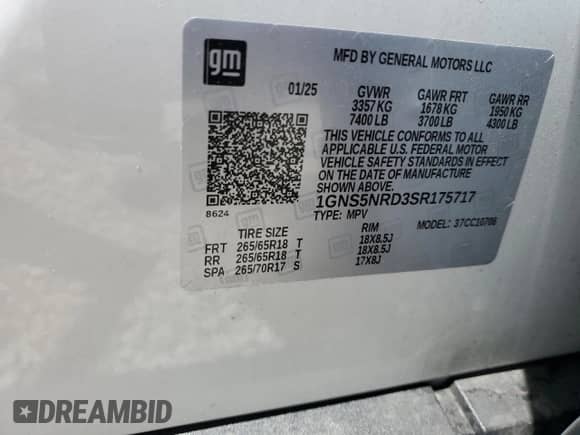 gm
MFD BY GENERAL MOTORS LLC
01/25 GVWR GAWR FRT GAWR RR
3357 KG 1678 KG 1950 KG
7400 LB 3700 LB 4300 LB
THIS VEHICLE CONFORMS TO ALL
APPLICABLE U.S. FEDERAL MOTOR
VEHICLE SAFETY STANDARDS IN EFFECT
ON THE DATE OF MANUFACTURE
SHOWN ABOVE.
8624
1GNS5NRD3SR175717
TYPE: MPV MODEL: 37CC10706
TIRE SIZE RIM
FRT 265/65R18 T 18X8.5J
RR 265/65R18 T 18X8.5J
SPA 265/70R17 S 17X8J
DREAMBID